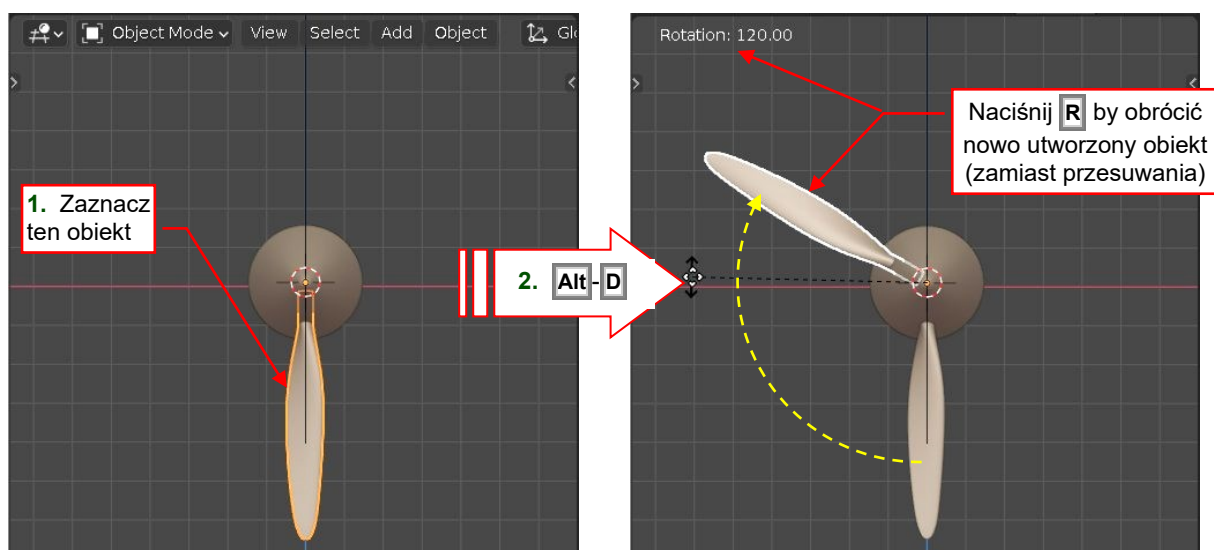 Object Mode View Select Add Object Glo
1. Zaznacz
ten obiekt
2. Alt-D
Rotation: 120.00
Naciśnij R by obrócić
nowo utworzony obiekt
(zamiast przesuwania)